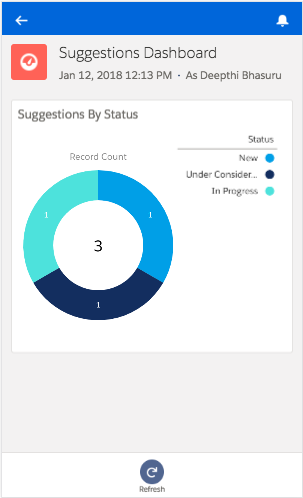 Suggestions Dashboard
Jan 12, 2018 12:13 PM · As Deepthi Bhasuru
Suggestions By Status
Status
New
Under Consider...
In Progress
Record Count
1
1
3
1
Refresh